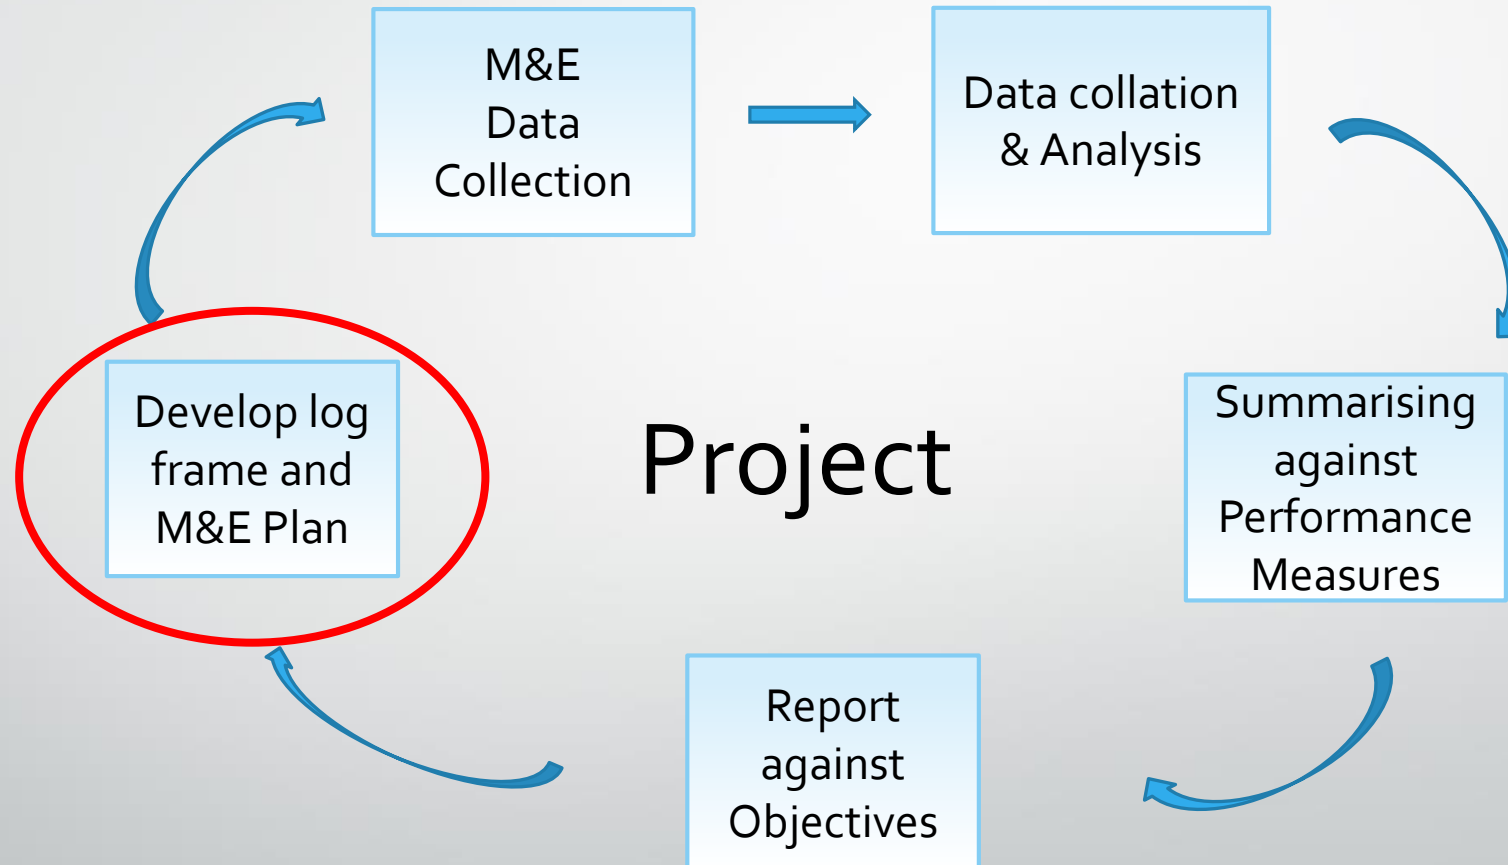 M&E
Data
Collection
Data collation
& Analysis
Develop log
frame and
M&E Plan
Project
Summarising
against
Performance
Measures
Report
against
Objectives